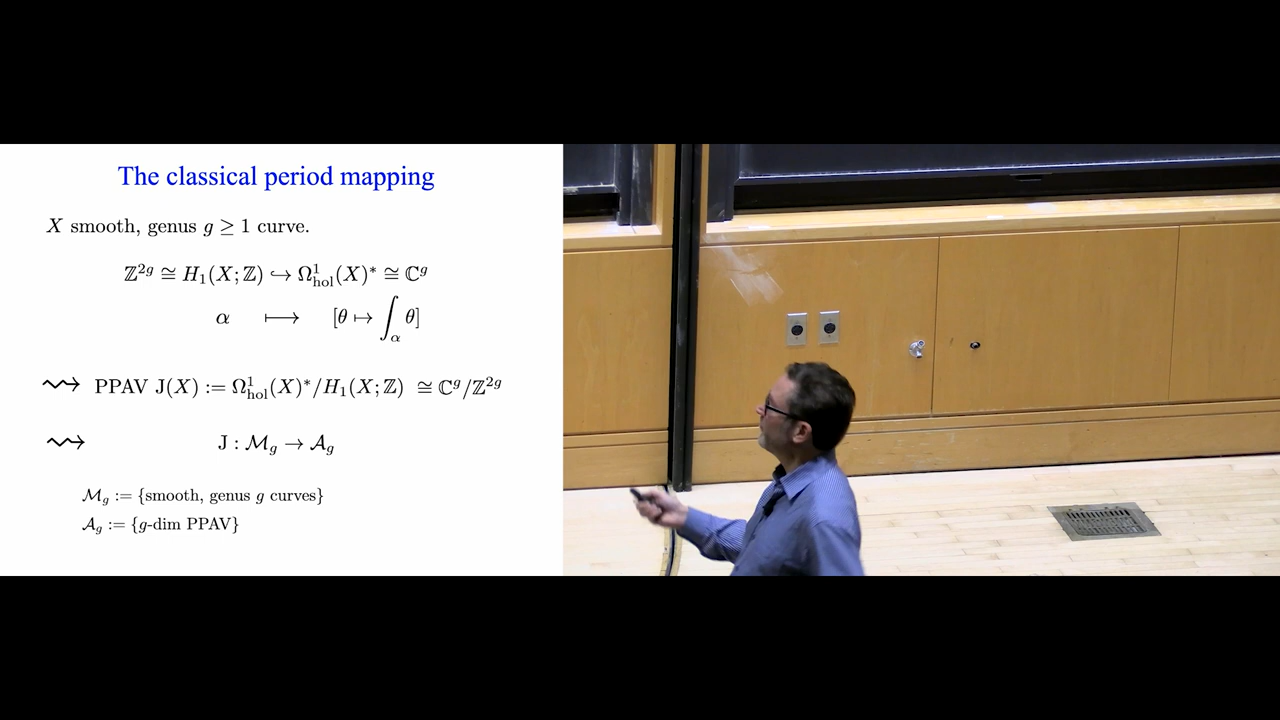 The classical period mapping
X smooth, genus g ≥ 1 curve.
ℤ^{2g} ≅ H_1(X;ℤ) ↪ Ω^1_{hol}(X)^* ≅ ℂ^g
α ⟼ [θ ↦ ∫_α θ]
⇝ PPAV J(X) := Ω^1_{hol}(X)^*/H_1(X;ℤ) ≅ ℂ^g/ℤ^{2g}
⇝ J : ℳ_g → 𝒜_g
ℳ_g := {smooth, genus g curves}
𝒜_g := {g-dim PPAV}